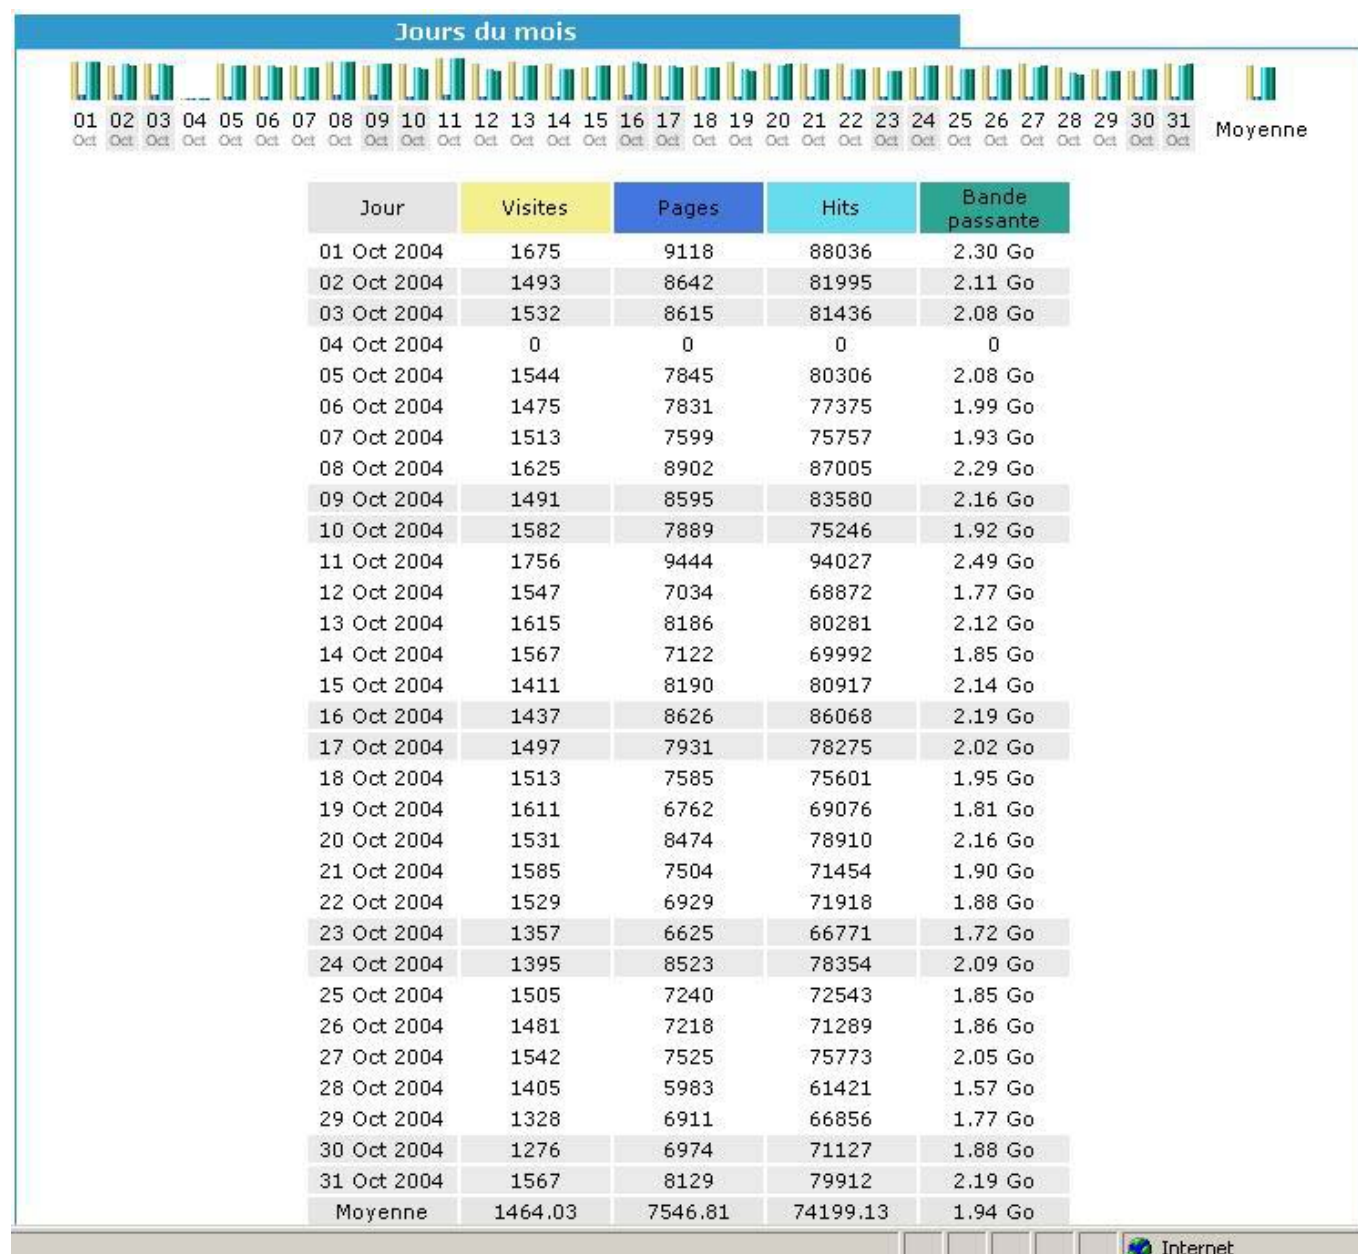 Jours du mois
01 02 03 04 05 06 07 08 09 10 11 12 13 14 15 16 17 18 19 20 21 22 23 24 25 26 27 28 29 30 31 Moyenne
Oct Oct Oct Oct Oct Oct Oct Oct Oct Oct Oct Oct Oct Oct Oct Oct Oct Oct Oct Oct Oct Oct Oct Oct Oct Oct Oct Oct Oct Oct Oct
Jour Visites Pages Hits Bande passante
01 Oct 2004 1675 9118 88036 2.30 Go
02 Oct 2004 1493 8642 81995 2.11 Go
03 Oct 2004 1532 8615 81436 2.08 Go
04 Oct 2004 0 0 0 0
05 Oct 2004 1544 7845 80306 2.08 Go
06 Oct 2004 1475 7831 77375 1.99 Go
07 Oct 2004 1513 7599 75757 1.93 Go
08 Oct 2004 1625 8902 87005 2.29 Go
09 Oct 2004 1491 8595 83580 2.16 Go
10 Oct 2004 1582 7889 75246 1.92 Go
11 Oct 2004 1756 9444 94027 2.49 Go
12 Oct 2004 1547 7034 68872 1.77 Go
13 Oct 2004 1615 8186 80281 2.12 Go
14 Oct 2004 1567 7122 69992 1.85 Go
15 Oct 2004 1411 8190 80917 2.14 Go
16 Oct 2004 1437 8626 86068 2.19 Go
17 Oct 2004 1497 7931 78275 2.02 Go
18 Oct 2004 1513 7585 75601 1.95 Go
19 Oct 2004 1611 6762 69076 1.81 Go
20 Oct 2004 1531 8474 78910 2.16 Go
21 Oct 2004 1585 7504 71454 1.90 Go
22 Oct 2004 1529 6929 71918 1.88 Go
23 Oct 2004 1357 6625 66771 1.72 Go
24 Oct 2004 1395 8523 78354 2.09 Go
25 Oct 2004 1505 7240 72543 1.85 Go
26 Oct 2004 1481 7218 71289 1.86 Go
27 Oct 2004 1542 7525 75773 2.05 Go
28 Oct 2004 1405 5983 61421 1.57 Go
29 Oct 2004 1328 6911 66856 1.77 Go
30 Oct 2004 1276 6974 71127 1.88 Go
31 Oct 2004 1567 8129 79912 2.19 Go
Moyenne 1464.03 7546.81 74199.13 1.94 Go
Internet